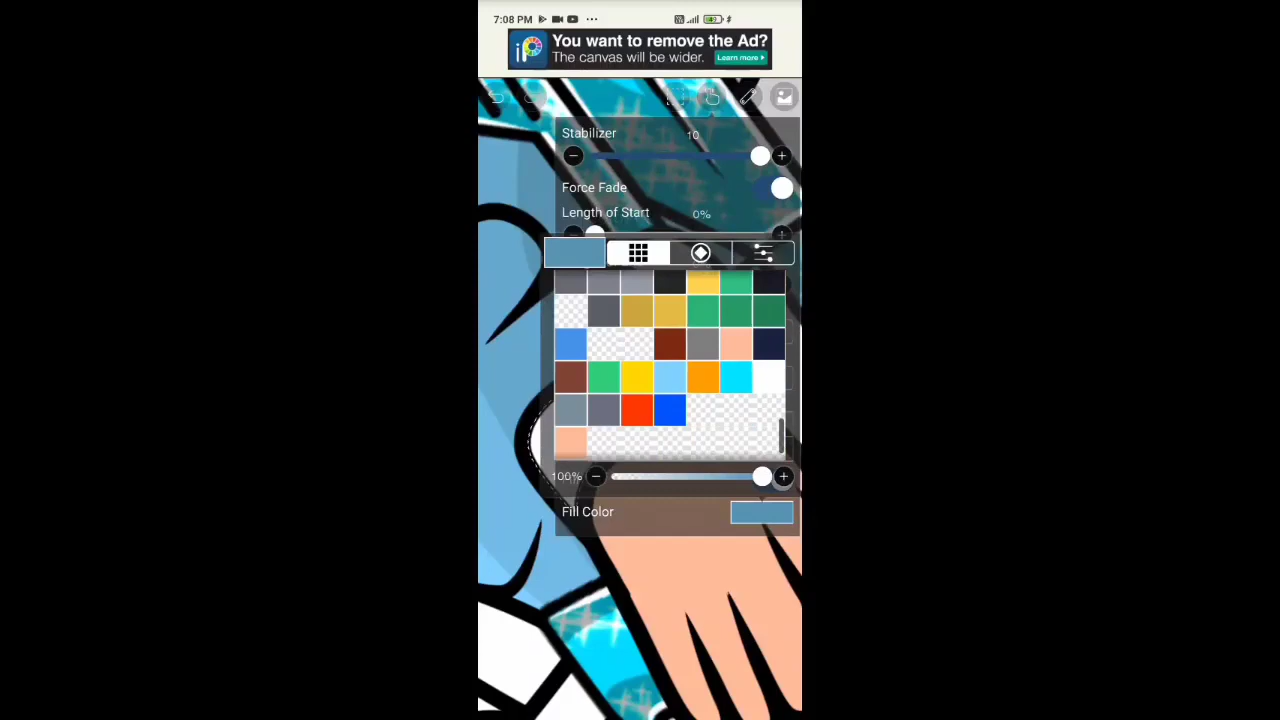 7:08 PM
You want to remove the Ad?
The canvas will be wider.
Learn more
Stabilizer
10
Force Fade
Length of Start
0%
100%
Fill Color